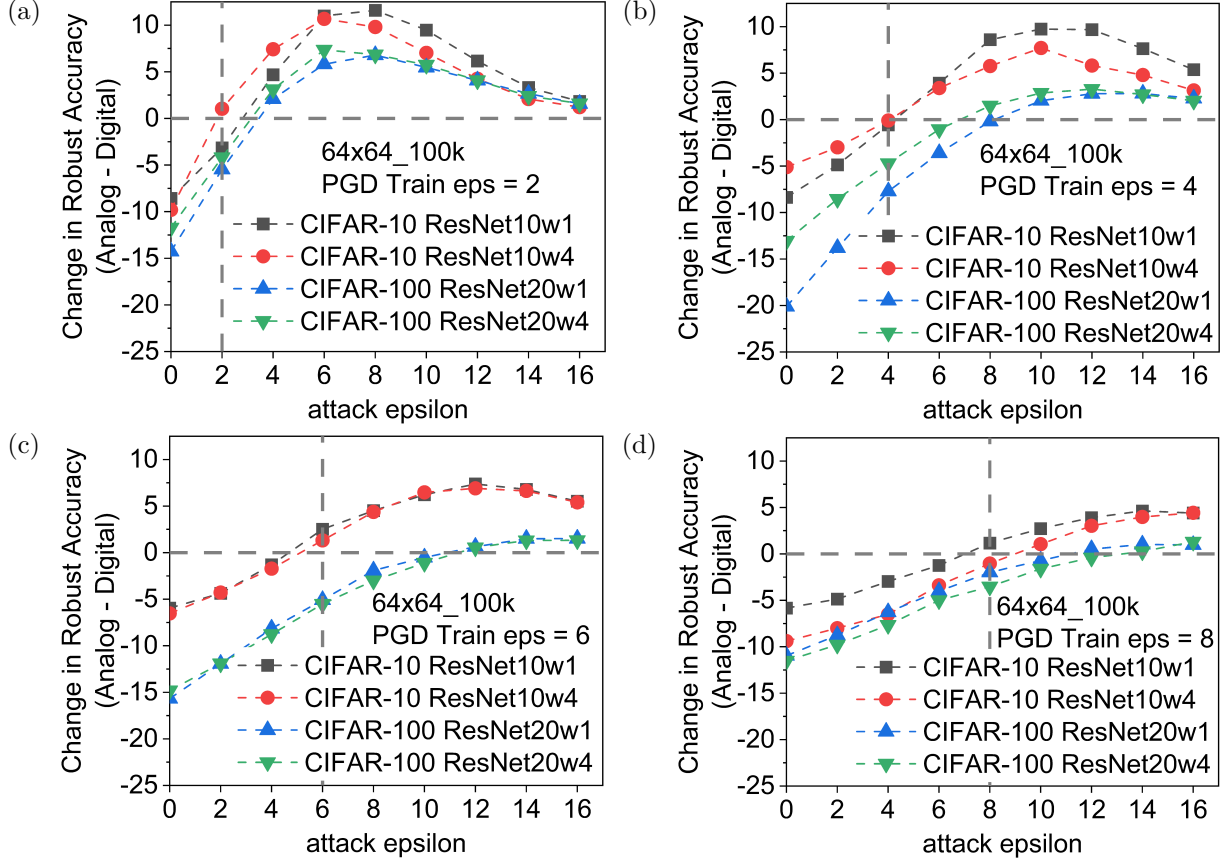 (a)
Change in Robust Accuracy
(Analog - Digital)
10
5
0
-5
-10
-15
-20
-25
64x64_100k
PGD Train eps = 2
CIFAR-10 ResNet10w1
CIFAR-10 ResNet10w4
CIFAR-100 ResNet20w1
CIFAR-100 ResNet20w4
0 2 4 6 8 10 12 14 16
attack epsilon
(b)
Change in Robust Accuracy
(Analog - Digital)
10
5
0
-5
-10
-15
-20
-25
64x64_100k
PGD Train eps = 4
CIFAR-10 ResNet10w1
CIFAR-10 ResNet10w4
CIFAR-100 ResNet20w1
CIFAR-100 ResNet20w4
0 2 4 6 8 10 12 14 16
attack epsilon
(c)
Change in Robust Accuracy
(Analog - Digital)
10
5
0
-5
-10
-15
-20
-25
64x64_100k
PGD Train eps = 6
CIFAR-10 ResNet10w1
CIFAR-10 ResNet10w4
CIFAR-100 ResNet20w1
CIFAR-100 ResNet20w4
0 2 4 6 8 10 12 14 16
attack epsilon
(d)
Change in Robust Accuracy
(Analog - Digital)
10
5
0
-5
-10
-15
-20
-25
64x64_100k
PGD Train eps = 8
CIFAR-10 ResNet10w1
CIFAR-10 ResNet10w4
CIFAR-100 ResNet20w1
CIFAR-100 ResNet20w4
0 2 4 6 8 10 12 14 16
attack epsilon